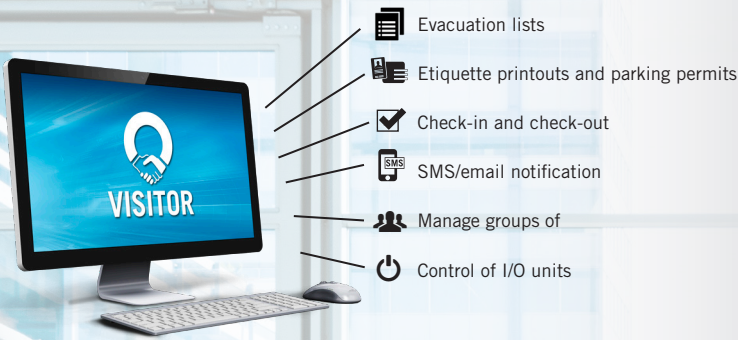 Evacuation lists
Etiquette printouts and parking permits
Check-in and check-out
SMS
SMS/email notification
Manage groups of
Control of I/O units
VISITOR